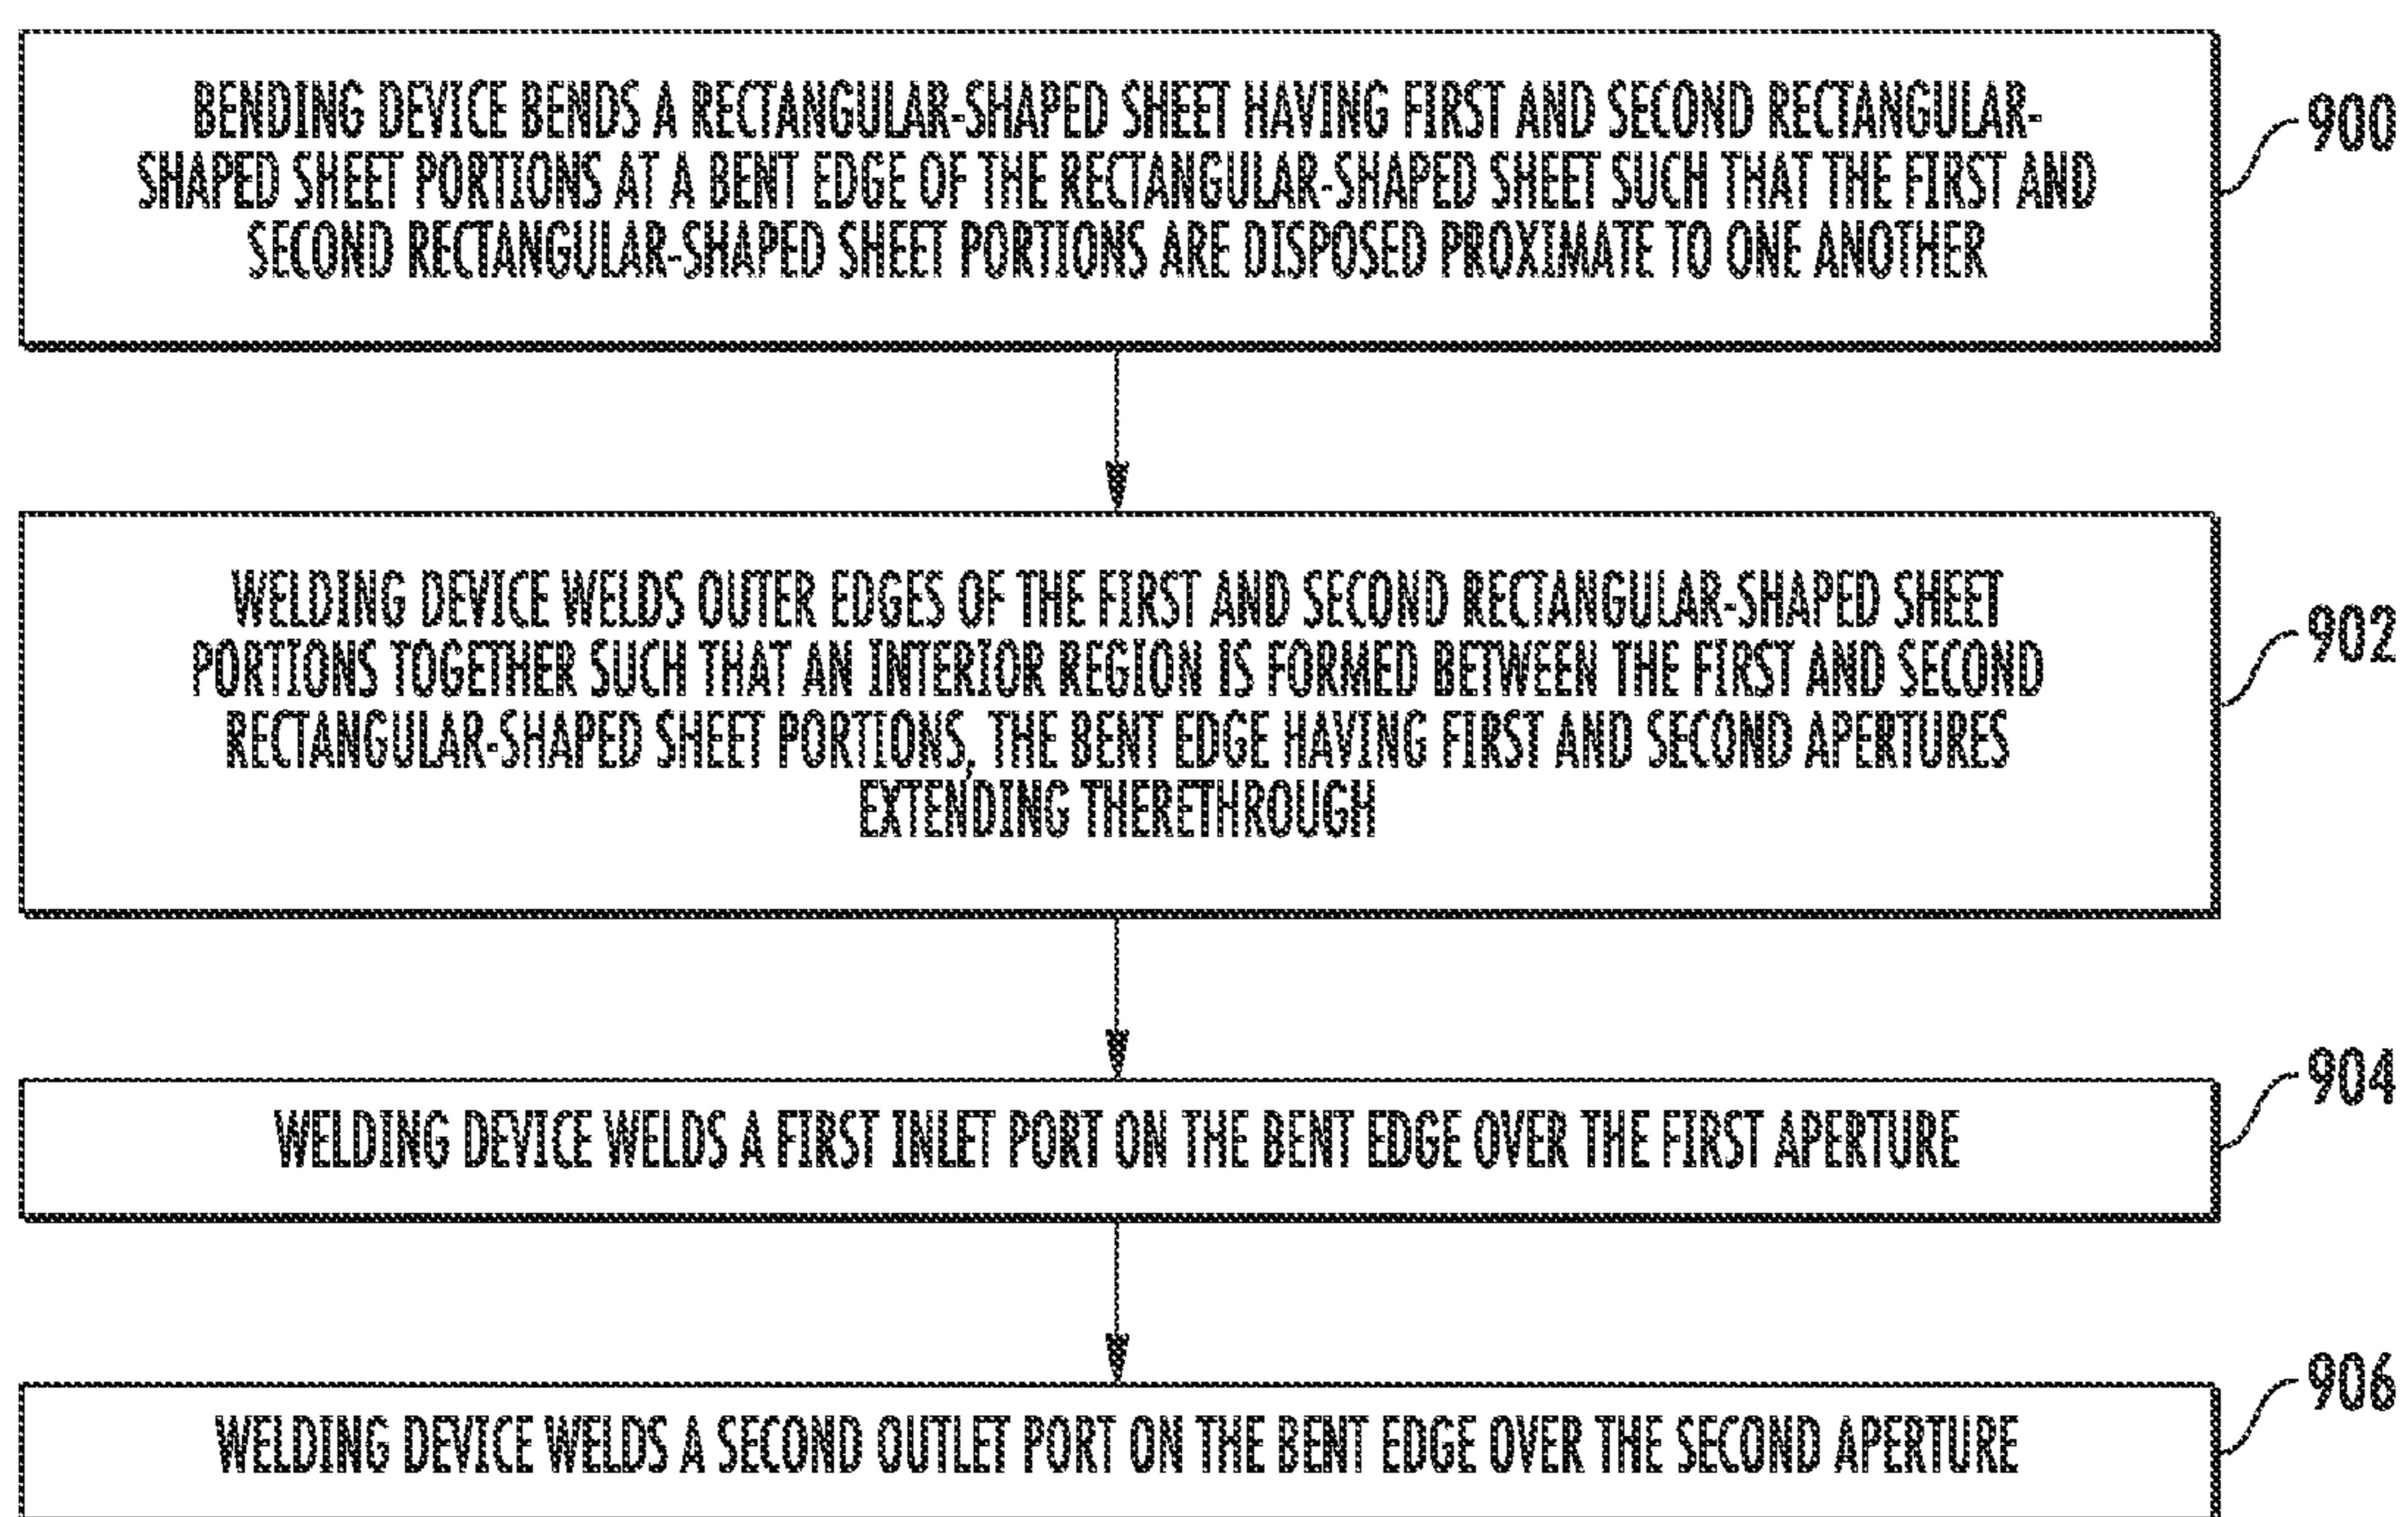 BENDING DEVICE BENDS A RECTANGULAR-SHAPED SHEET HAVING FIRST AND SECOND RECTANGULAR-
SHAPED SHEET PORTIONS AT A BENT EDGE OF THE RECTANGULAR-SHAPED SHEET SUCH THAT THE FIRST AND
SECOND RECTANGULAR-SHAPED SHEET PORTIONS ARE DISPOSED PROXIMATE TO ONE ANOTHER
900
WELDING DEVICE WELDS OUTER EDGES OF THE FIRST AND SECOND RECTANGULAR-SHAPED SHEET
PORTIONS TOGETHER SUCH THAT AN INTERIOR REGION IS FORMED BETWEEN THE FIRST AND SECOND
RECTANGULAR-SHAPED SHEET PORTIONS, THE BENT EDGE HAVING FIRST AND SECOND APERTURES
EXTENDING THERETHROUGH
902
WELDING DEVICE WELDS A FIRST INLET PORT ON THE BENT EDGE OVER THE FIRST APERTURE
904
WELDING DEVICE WELDS A SECOND OUTLET PORT ON THE BENT EDGE OVER THE SECOND APERTURE
906